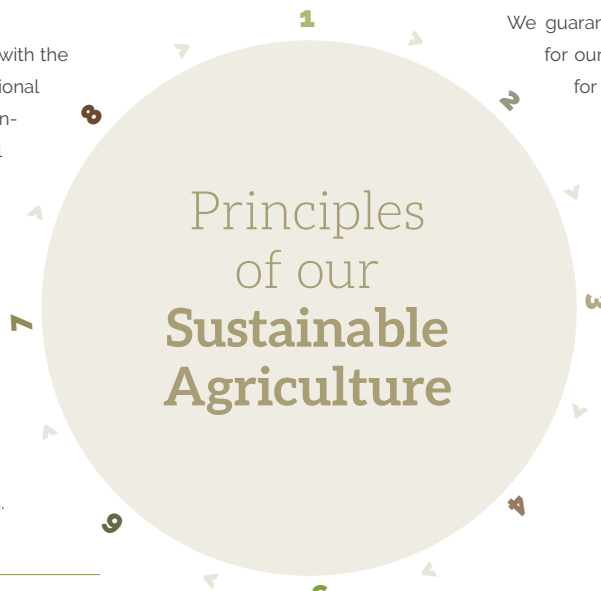 1
We guaran
with the
for our
ional
for
n-
2
8
Principles
of our
Sustainable
Agriculture
3
7
4
6